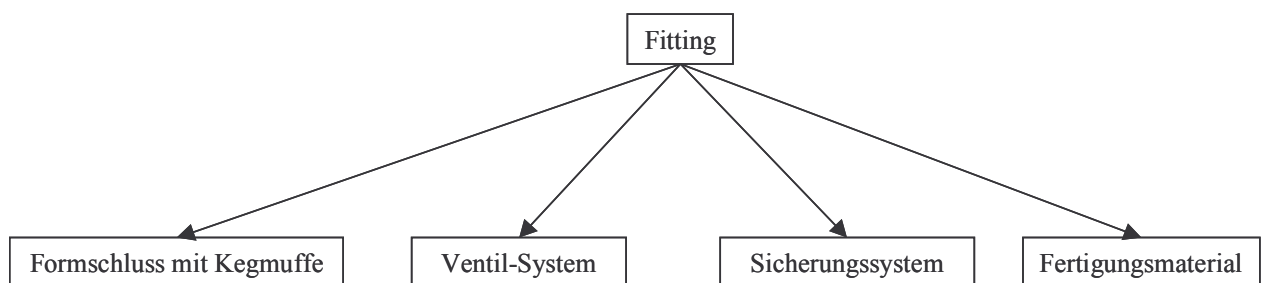 Fitting
Formschluss mit Kegmuffe
Ventil-System
Sicherungssystem
Fertigungsmaterial